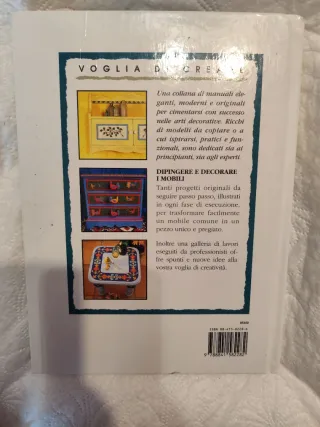 VOGLIA DI CREARE
Una collana di manuali ele-
ganti, moderni e originali
per cimentarsi con successo
nelle arti decorative. Ricchi
di modelli da copiare o a
cui ispirarsi, pratici e fun-
zionali, sono dedicati sia ai
principianti, sia agli esperti.
DIPINGERE E DECORARE
I MOBILI
Tanti progetti originali da
seguire passo passo, illustrati
in ogni fase di esecuzione,
per trasformare facilmente
un mobile comune in un
pezzo unico e pregiato.
Inoltre una galleria di lavori
eseguiti da professionisti of-
fre spunti e nuove idee alla
vostra voglia di creatività.